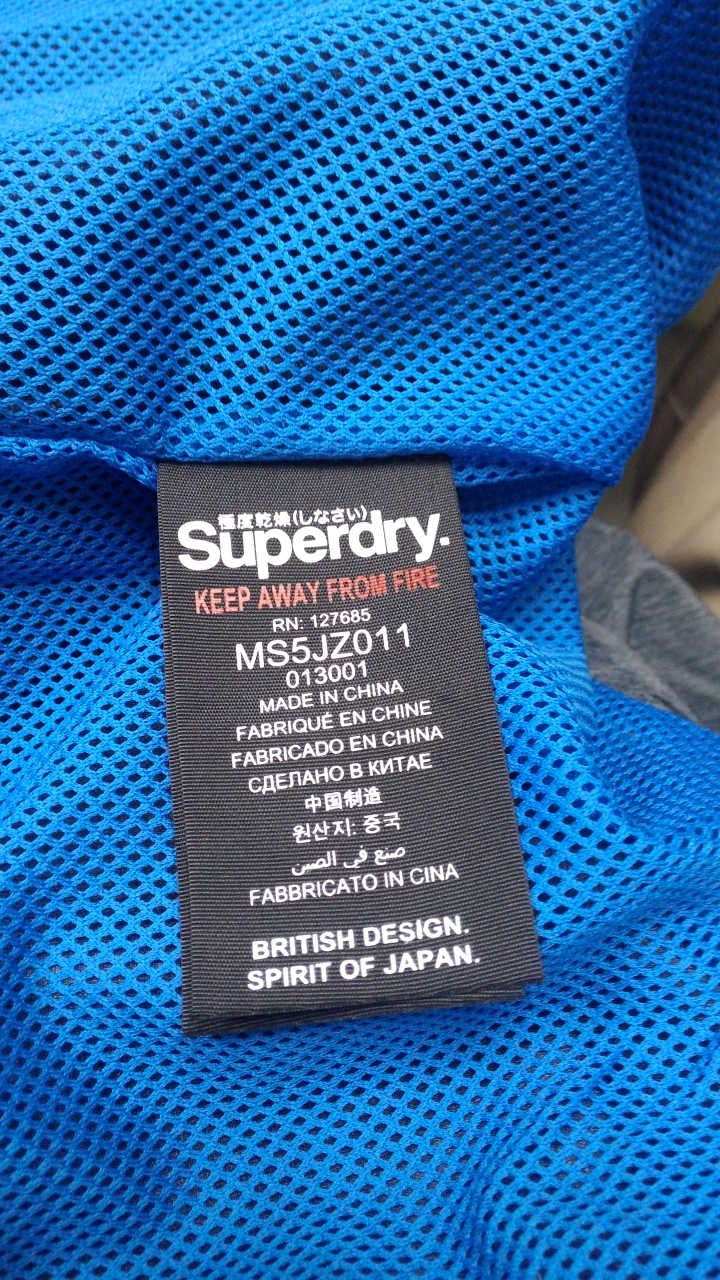 極度乾燥(しなさい)
Superdry.
KEEP AWAY FROM FIRE
RN: 127685
MS5JZ011
013001
MADE IN CHINA
FABRIQUÉ EN CHINE
FABRICADO EN CHINA
СДЕЛАНО В КИТАЕ
中国制造
원산지: 중국
صنع في الصين
FABBRICATO IN CINA
BRITISH DESIGN.
SPIRIT OF JAPAN.